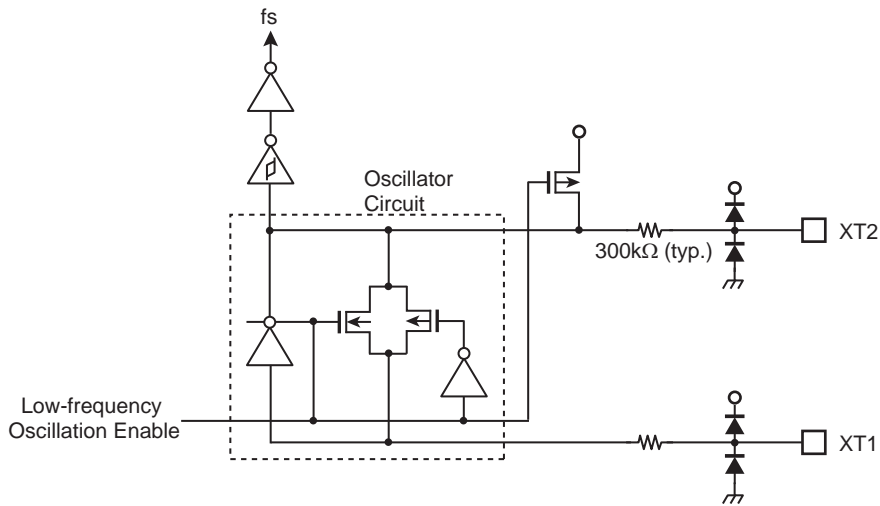 fs
Oscillator
Circuit
XT2
300kΩ (typ.)
Low-frequency
Oscillation Enable
XT1